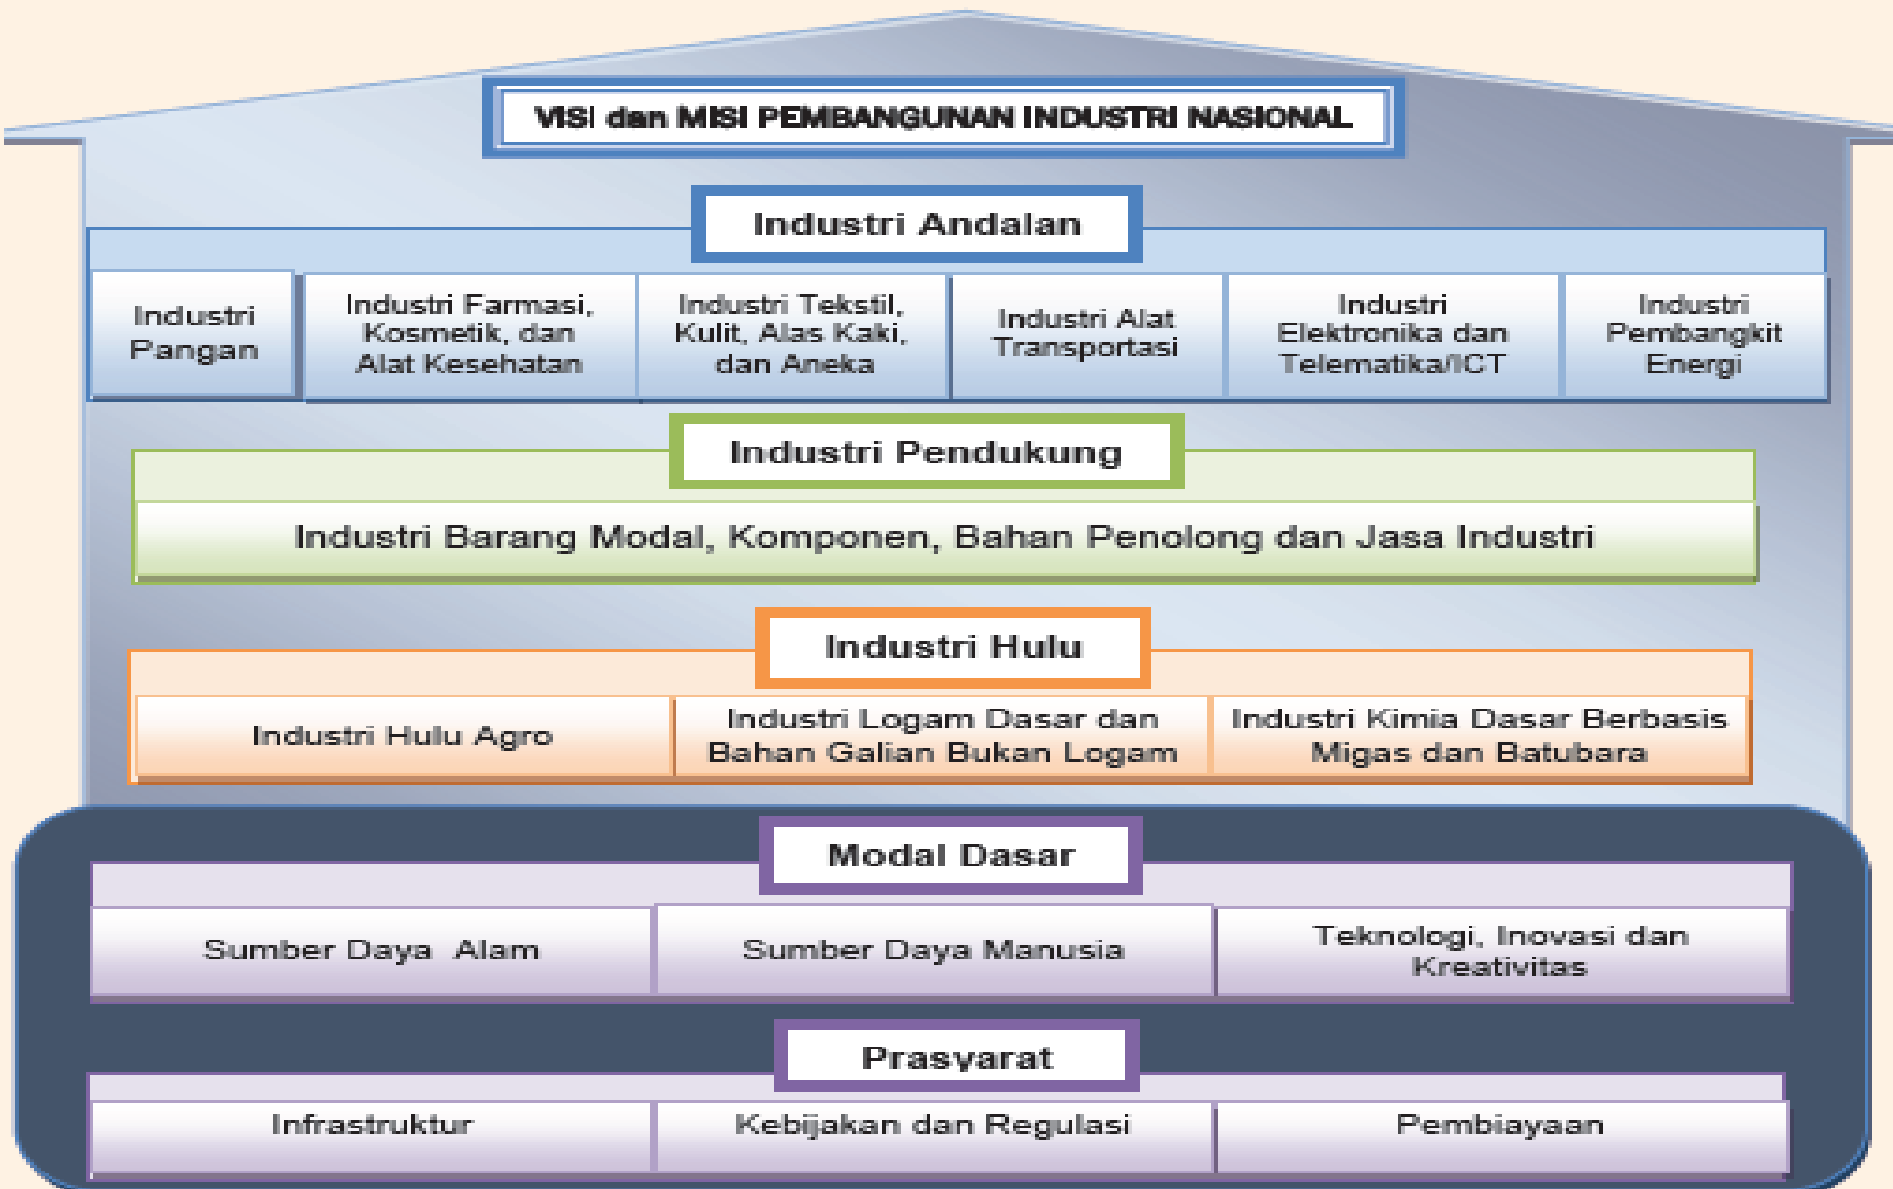 VISI dan MISI PEMBANGUNAN INDUSTRI NASIONAL
Industri Andalan
Industri
Pangan
Industri Farmasi,
Kosmetik, dan
Alat Kesehatan
Industri Tekstil,
Kulit, Alas Kaki,
dan Aneka
Industri Alat
Transportasi
Industri
Elektronika dan
Telematika/ICT
Industri
Pembangkit
Energi
Industri Pendukung
Industri Barang Modal, Komponen, Bahan Penolong dan Jasa Industri
Industri Hulu
Industri Hulu Agro
Industri Logam Dasar dan
Bahan Galian Bukan Logam
Industri Kimia Dasar Berbasis
Migas dan Batubara
Modal Dasar
Sumber Daya Alam
Sumber Daya Manusia
Teknologi, Inovasi dan
Kreativitas
Prasyarat
Infrastruktur
Kebijakan dan Regulasi
Pembiayaan